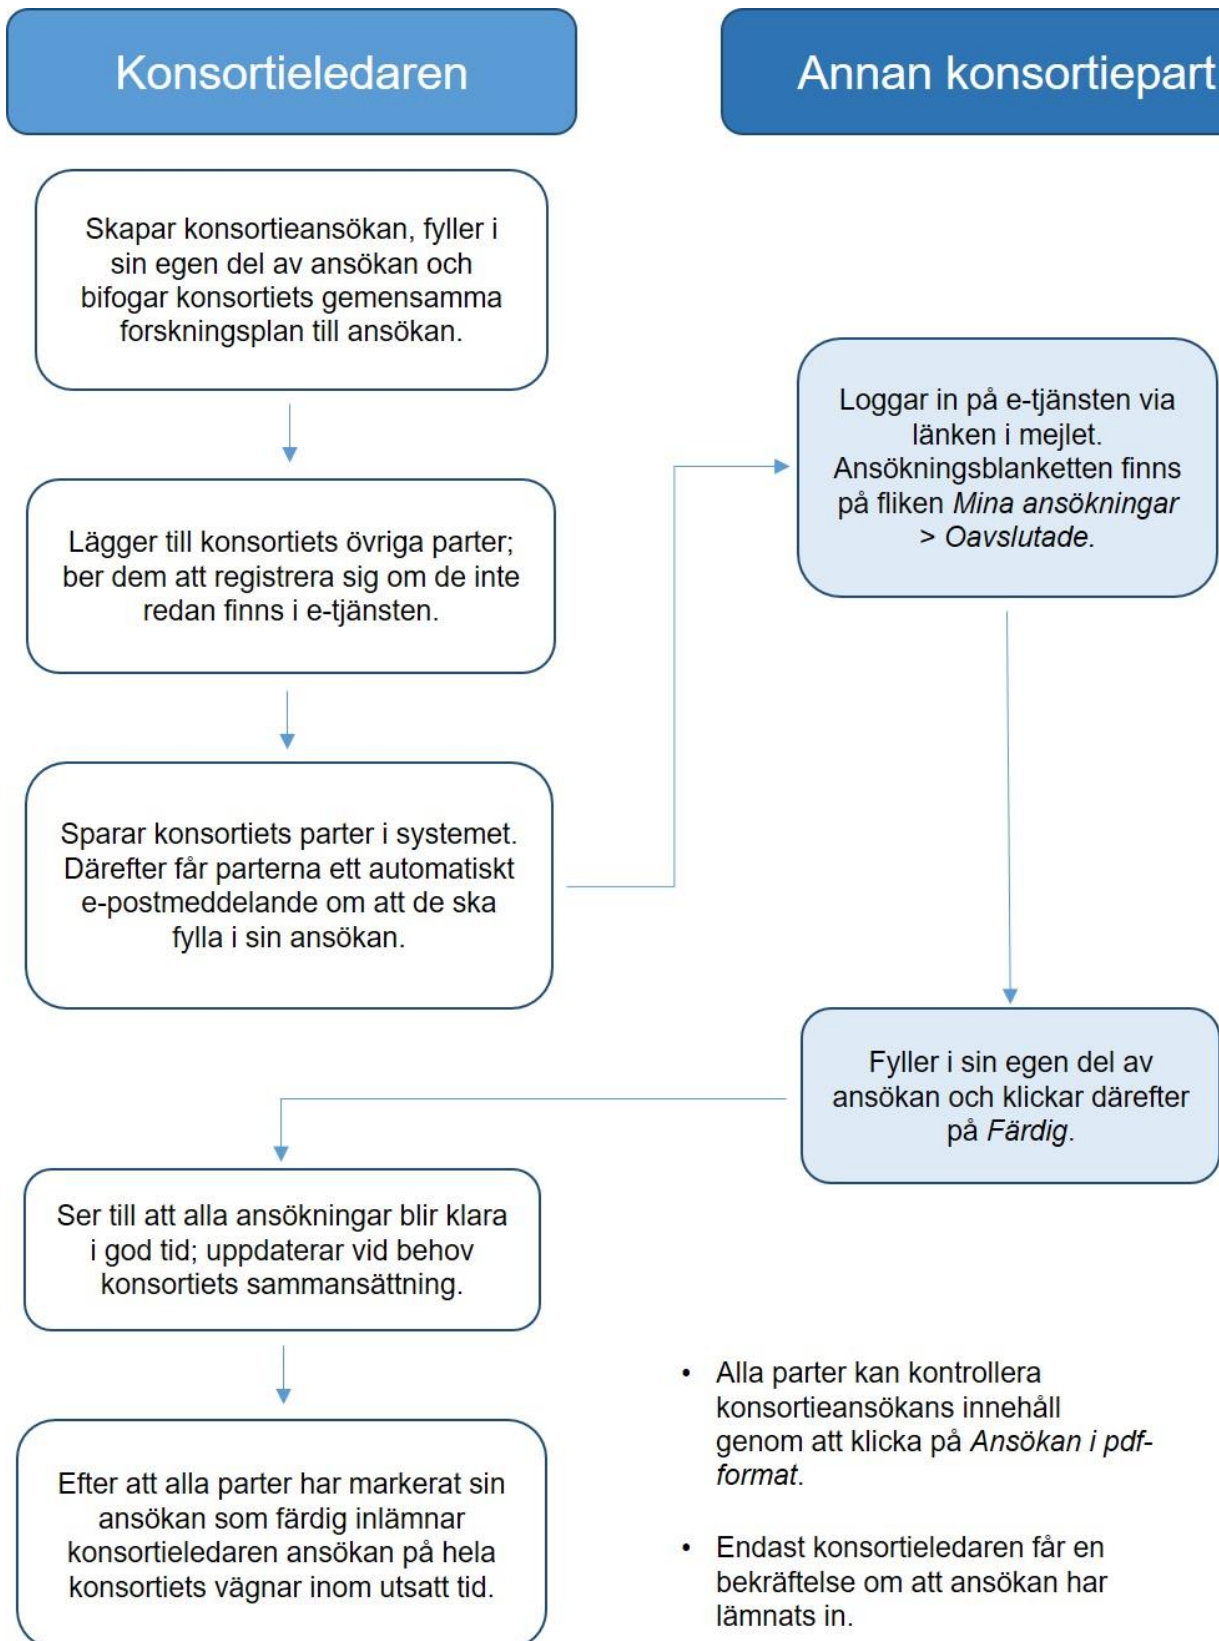 Konsortieledaren
Annan konsortiepart
Skapar konsortieansökan, fyller i
sin egen del av ansökan och
bifogar konsortiets gemensamma
forskningsplan till ansökan.
Lägger till konsortiets övriga parter;
ber dem att registrera sig om de inte
redan finns i e-tjänsten.
Sparar konsortiets parter i systemet.
Därefter får parterna ett automatiskt
e-postmeddelande om att de ska
fylla i sin ansökan.
Loggar in på e-tjänsten via
länken i mejlet.
Ansökningsblanketten finns
på fliken Mina ansökningar
> Oavslutade.
Fyller i sin egen del av
ansökan och klickar därefter
på Färdig.
Ser till att alla ansökningar blir klara
i god tid; uppdaterar vid behov
konsortiets sammansättning.
Efter att alla parter har markerat sin
ansökan som färdig inlämnar
konsortieledaren ansökan på hela
konsortiets vägnar inom utsatt tid.
• Alla parter kan kontrollera
konsortieansökans innehåll
genom att klicka på Ansökan i pdf-
format.
• Endast konsortieledaren får en
bekräftelse om att ansökan har
lämnats in.